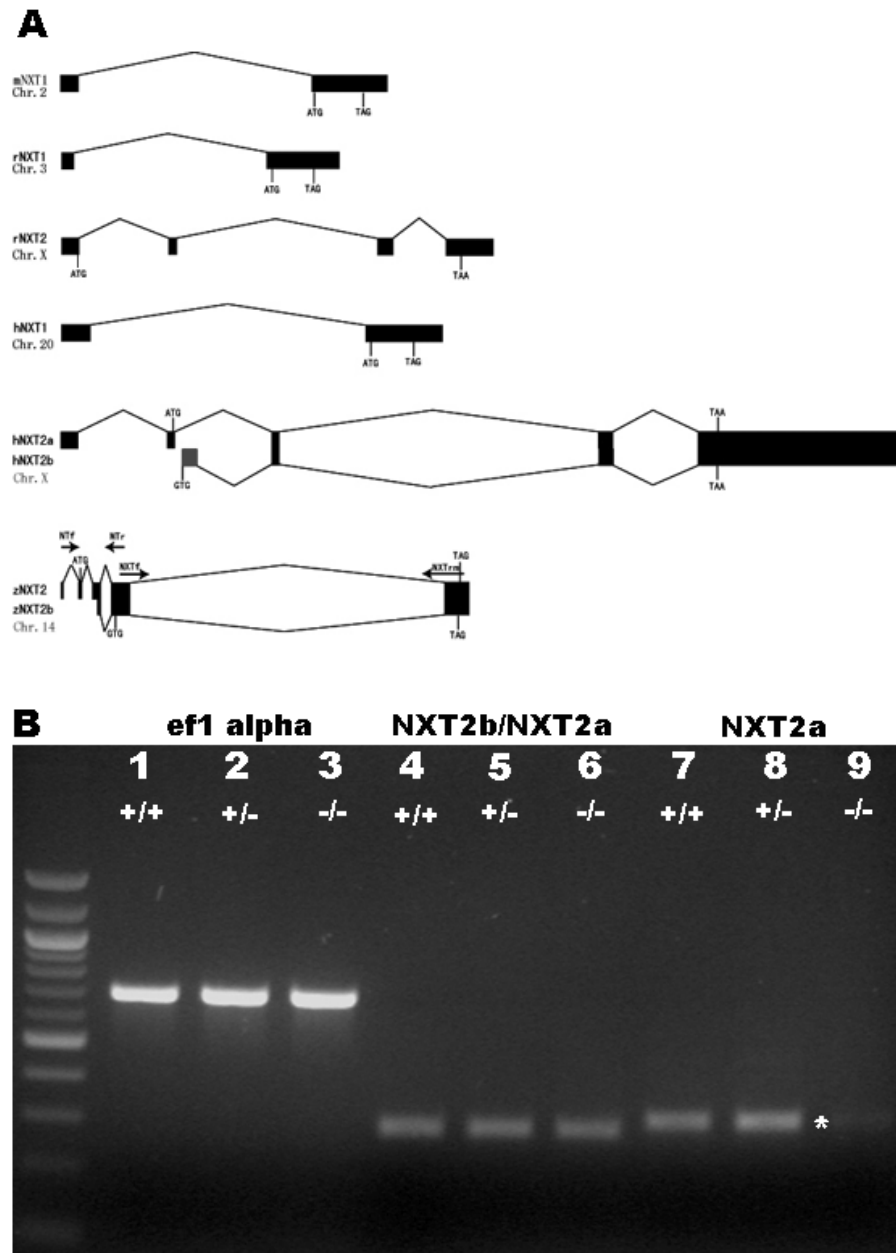 A
mNXT1
Chr. 2
ATG TAG
rNXT1
Chr. 3
ATG TAG
rNXT2
Chr. X
ATG TAA
hNXT1
Chr. 20
ATG TAG
ATG TAA
hNXT2a
hNXT2b
Chr. X
GTG TAA
NTf NTr
ATG NXTf NXTrm TAG
zNXT2
zNXT2b
Chr. 14
GTG TAG
B
ef1 alpha NXT2b/NXT2a NXT2a
1 2 3 4 5 6 7 8 9
+/+ +/- -/- +/+ +/- -/- +/+ +/- -/-
*